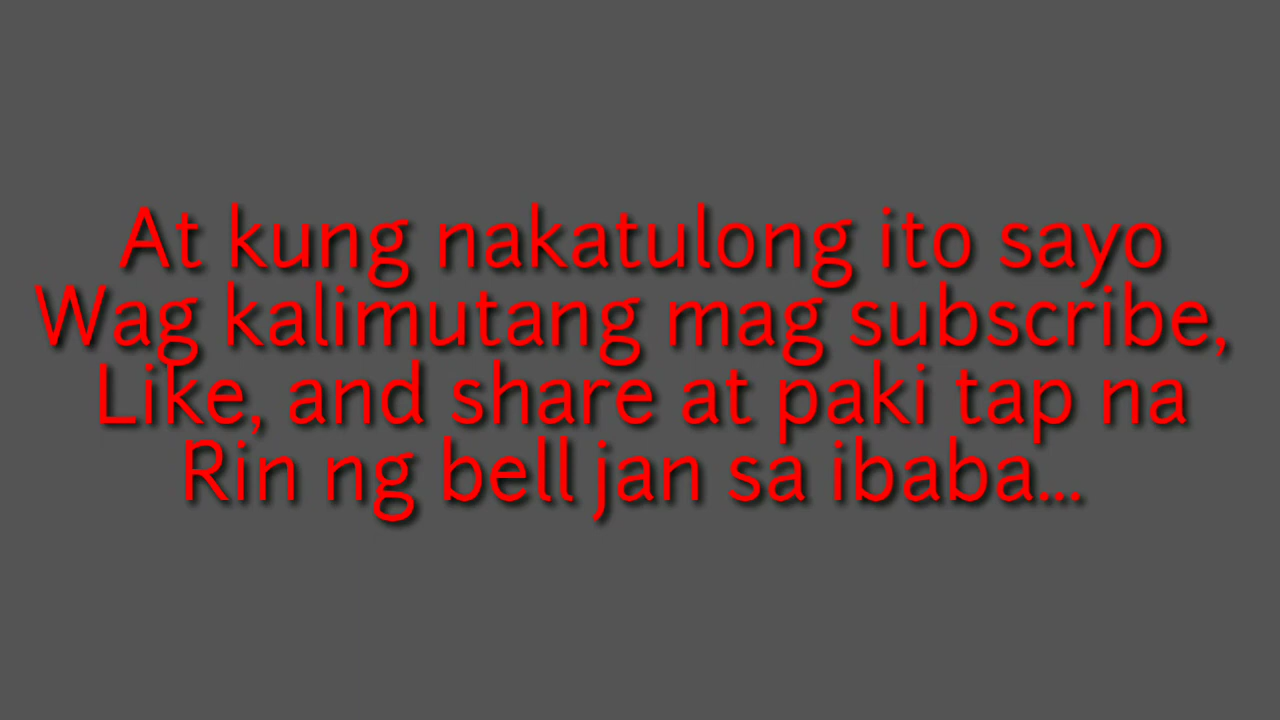 At kung nakatulong ito sayo
Wag kalimutang mag subscribe,
Like, and share at paki tap na
Rin ng bell jan sa ibaba...